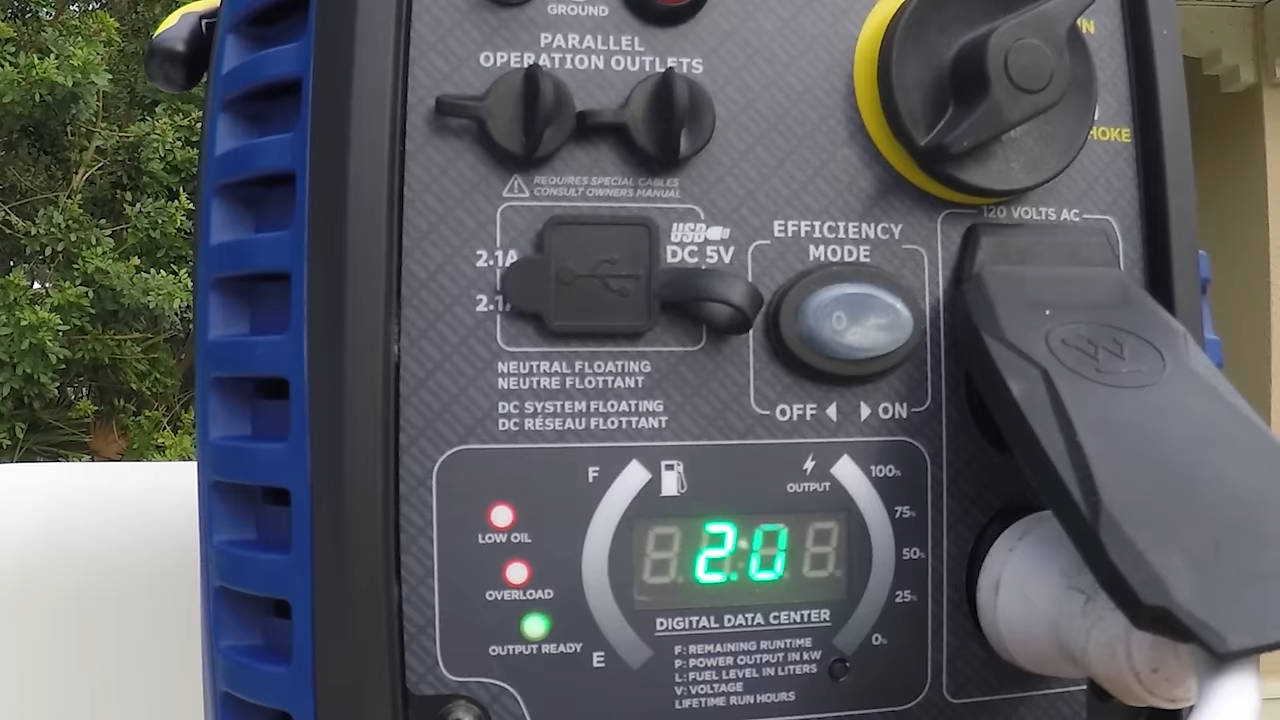 GROUND
PARALLEL
OPERATION OUTLETS
REQUIRES SPECIAL CABLES
CONSULT OWNERS MANUAL
120 VOLTS AC
USB
DC 5V
2.1A
EFFICIENCY
MODE
OFF ON
NEUTRAL FLOATING
NEUTRE FLOTTANT
DC SYSTEM FLOATING
DC RÉSEAU FLOTTANT
F
E
OUTPUT
100%
75%
50%
25%
0%
LOW OIL
OVERLOAD
OUTPUT READY
2.0
DIGITAL DATA CENTER
F: REMAINING RUNTIME
P: POWER OUTPUT IN kW
L: FUEL LEVEL IN LITERS
V: VOLTAGE
LIFETIME RUN HOURS